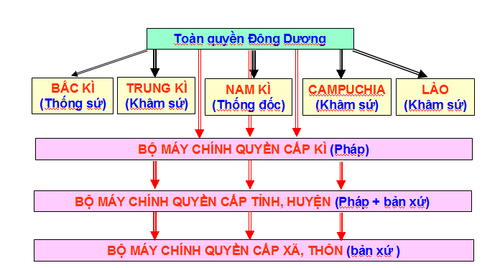 Toàn quyền Đông Dương
BẮC KÌ
(Thống sứ)
TRUNG KÌ
(Khâm sứ)
NAM KÌ
(Thống đốc)
CAMPUCHIA
(Khâm sứ)
LÀO
(Khâm sứ)
BỘ MÁY CHÍNH QUYỀN CẤP KÌ (Pháp)
BỘ MÁY CHÍNH QUYỀN CẤP TỈNH, HUYỆN (Pháp + bản xứ)
BỘ MÁY CHÍNH QUYỀN CẤP XÃ, THÔN (bản xứ )